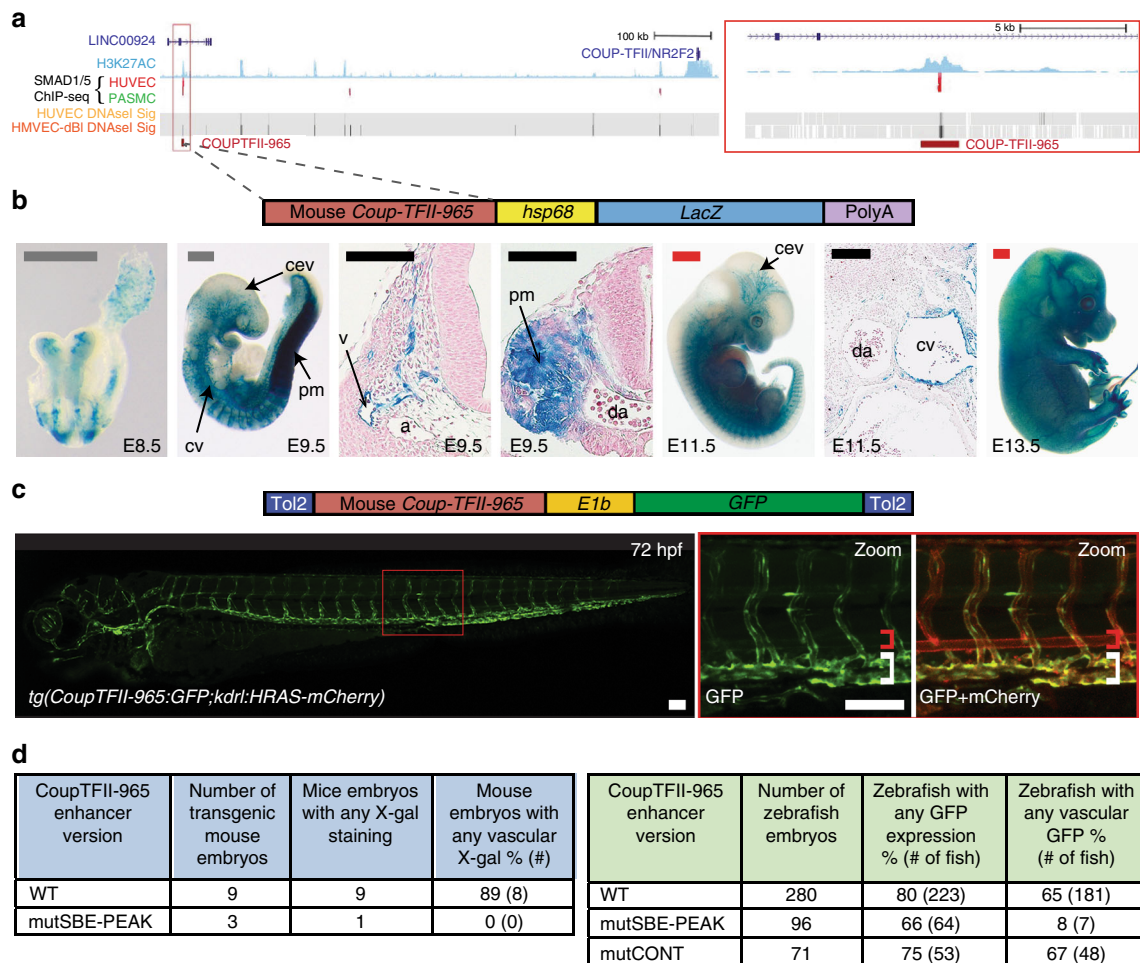 a
LINC00924
H3K27AC
SMAD1/5
ChIP-seq
{
HUVEC
PASMC
HUVEC DNAseI Sig
HMVEC-dBl DNAseI Sig
COUPTFII-965
100 kb
COUP-TFII/NR2F2
5 kb
COUP-TFII-965
b
Mouse Coup-TFII-965
hsp68
LacZ
PolyA
E8.5
cev
pm
cv
E9.5
v
a
E9.5
pm
da
E9.5
cev
E11.5
da
cv
E11.5
E13.5
c
Tol2
Mouse Coup-TFII-965
E1b
GFP
Tol2
72 hpf
tg(CoupTFII-965:GFP;kdrl:HRAS-mCherry)
Zoom
GFP
Zoom
GFP+mCherry
d
CoupTFII-965 enhancer version
Number of transgenic mouse embryos
Mice embryos with any X-gal staining
Mouse embryos with any vascular X-gal % (#)
WT 9 9 89 (8)
mutSBE-PEAK 3 1 0 (0)
CoupTFII-965 enhancer version
Number of zebrafish embryos
Zebrafish with any GFP expression % (# of fish)
Zebrafish with any vascular GFP % (# of fish)
WT 280 80 (223) 65 (181)
mutSBE-PEAK 96 66 (64) 8 (7)
mutCONT 71 75 (53) 67 (48)